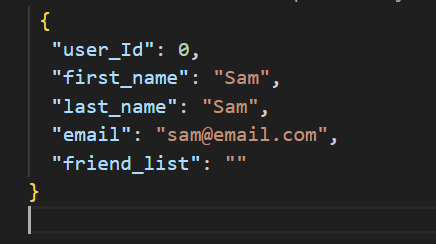 {
"user_Id": 0,
"first_name": "Sam",
"last_name": "Sam",
"email": "sam@email.com",
"friend_list": ""
}